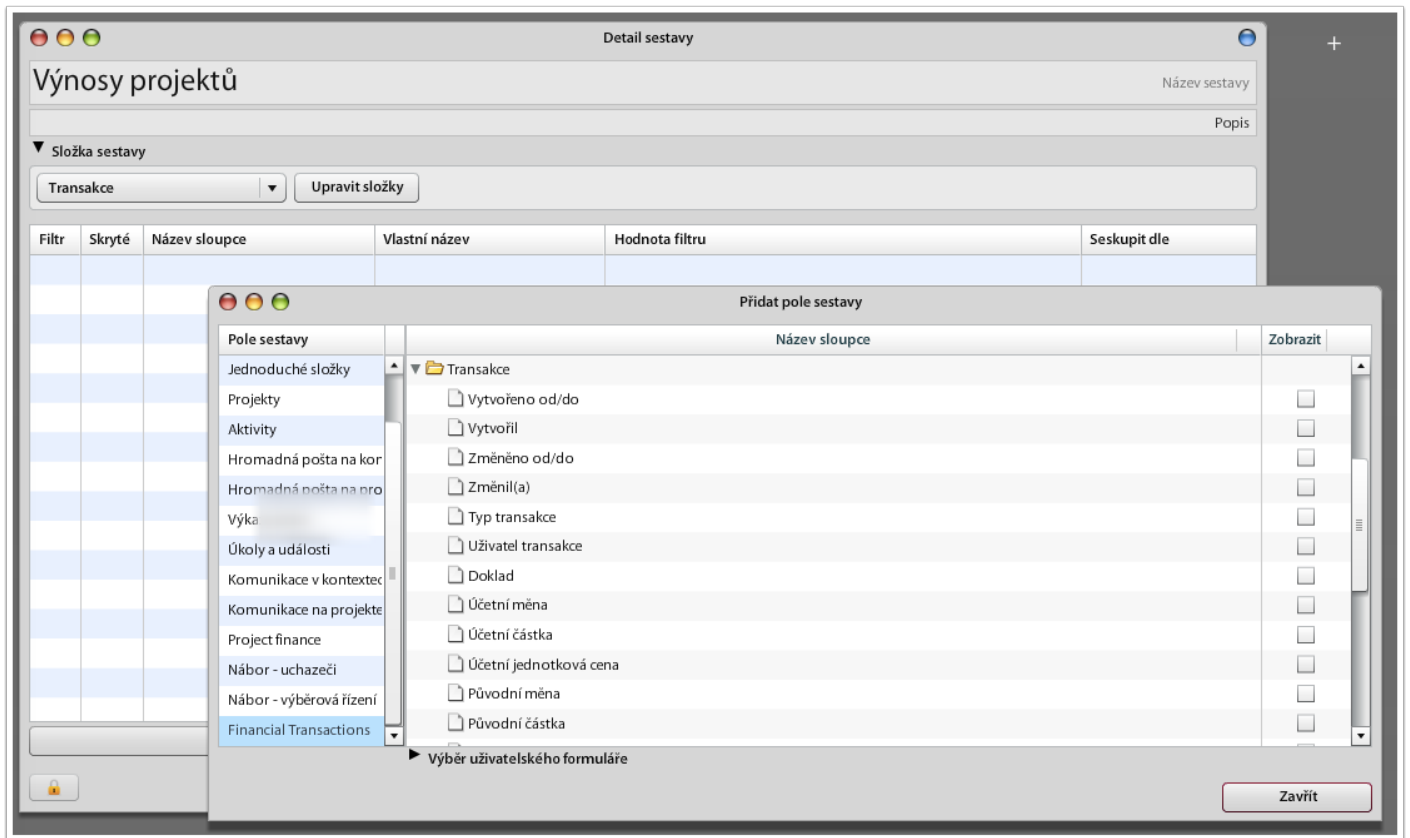 Detail sestavy
Výnosy projektů
Název sestavy
Popis
Složka sestavy
Transakce
Upravit složky
Filtr Skryté Název sloupce Vlastní název Hodnota filtru Seskupit dle
Přidat pole sestavy
Pole sestavy
Název sloupce Zobrazit
Jednoduché složky
Projekty
Aktivity
Hromadná pošta na kor
Hromadná pošta na pro
Výka
Úkoly a události
Komunikace v kontextec
Komunikace na projekte
Project finance
Nábor - uchazeči
Nábor - výběrová řízení
Financial Transactions
Transakce
Vytvořeno od/do
Vytvořil
Změněno od/do
Změnil(a)
Typ transakce
Uživatel transakce
Doklad
Účetní měna
Účetní částka
Účetní jednotková cena
Původní měna
Původní částka
Výběr uživatelského formuláře
Zavřít